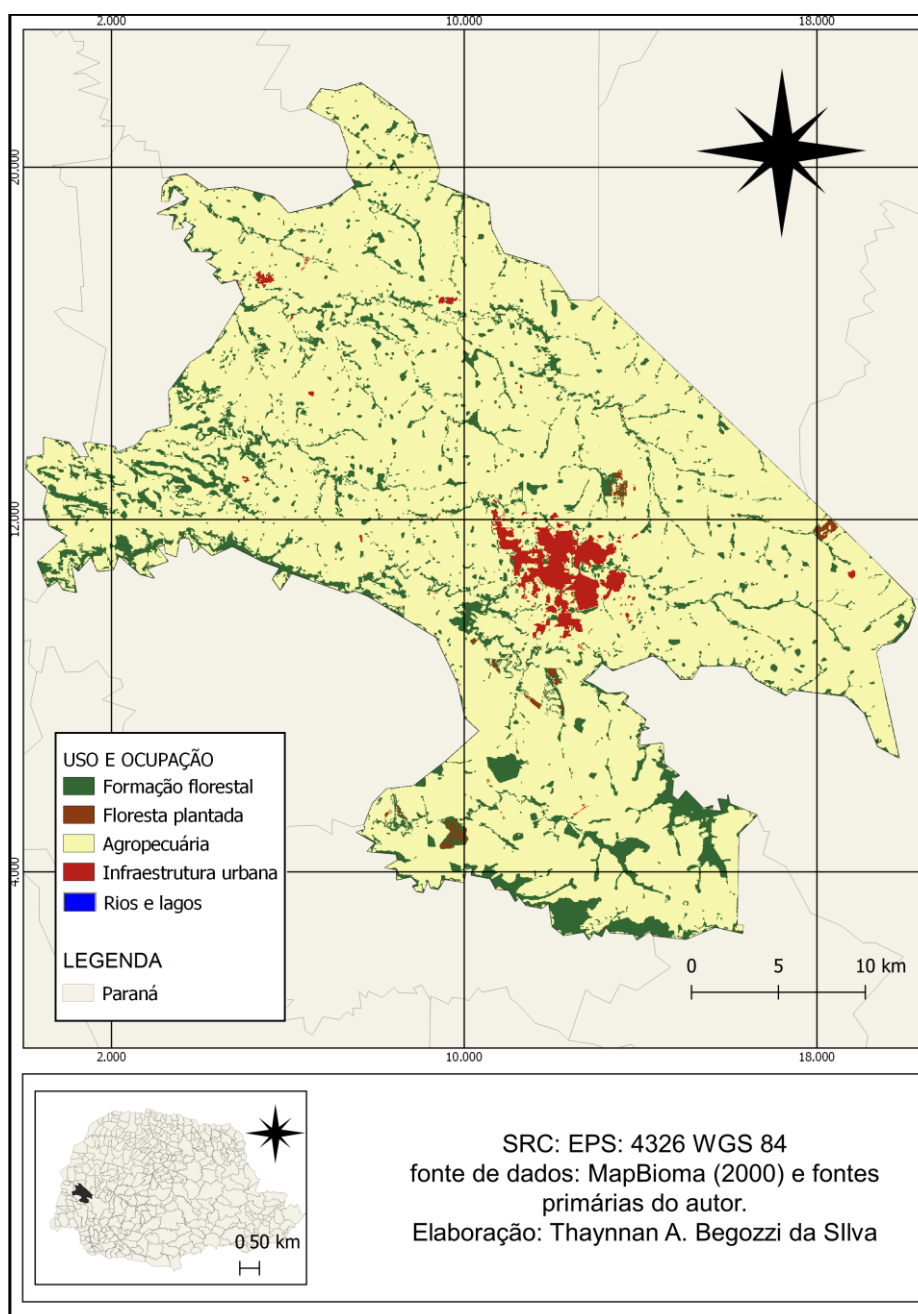 2.000
10.000
18.000
20.000
12.000
4.000
USO E OCUPAÇÃO
Formação florestal
Floresta plantada
Agropecuária
Infraestrutura urbana
Rios e lagos
LEGENDA
Paraná
0 5 10 km
2.000
10.000
18.000
0 50 km
SRC: EPS: 4326 WGS 84
fonte de dados: MapBioma (2000) e fontes
primárias do autor.
Elaboração: Thaynnan A. Begozzi da SIlva